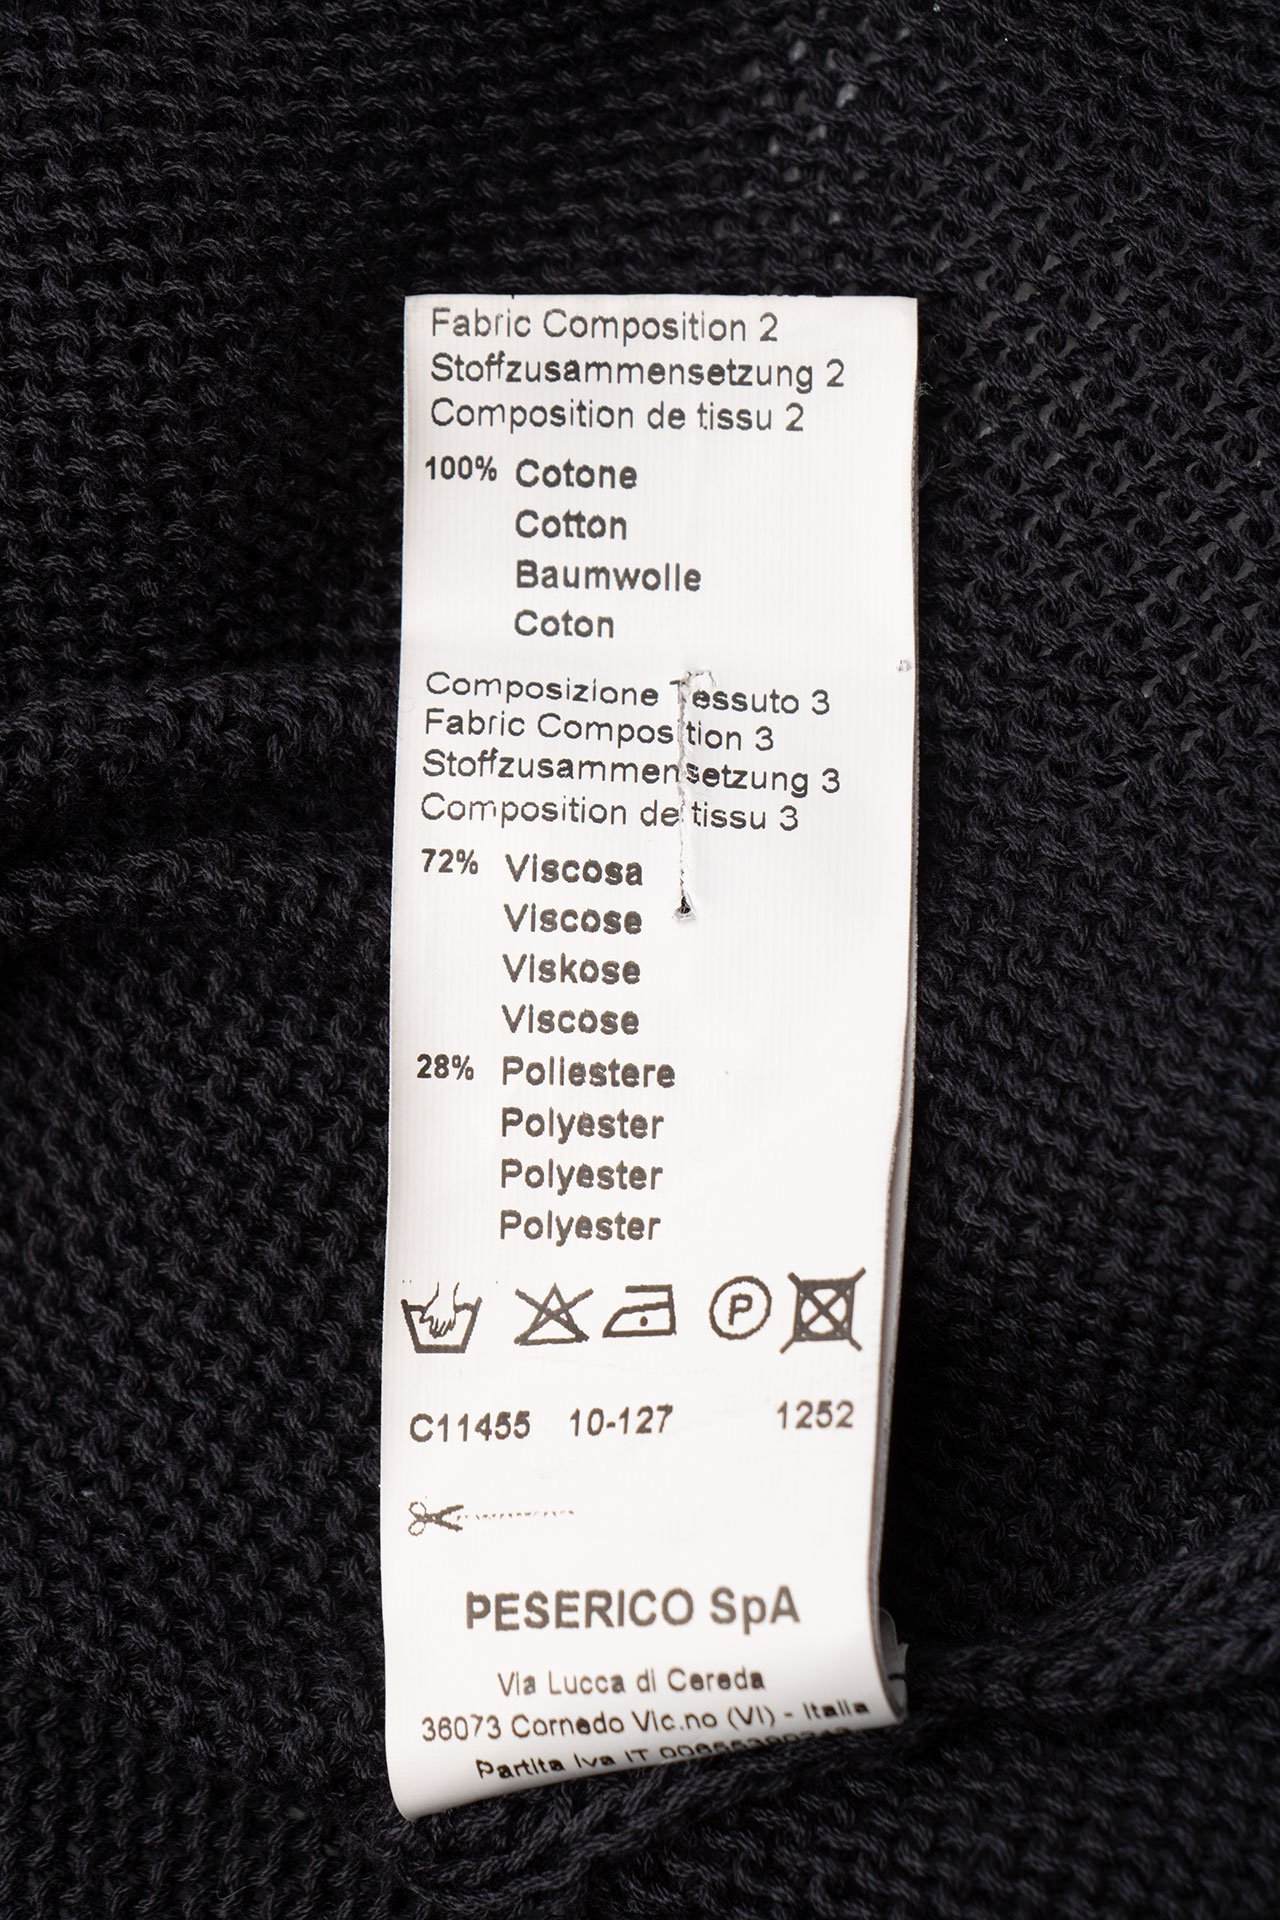 Fabric Composition 2
Stoffzusammensetzung 2
Composition de tissu 2
100% Cotone
Cotton
Baumwolle
Coton
Composizione Tessuto 3
Fabric Composition 3
Stoffzusammensetzung 3
Composition de tissu 3
72% Viscosa
Viscose
Viskose
Viscose
28% Poliestere
Polyester
Polyester
Polyester
P
C11455 10-127 1252
PESERICO SpA
Via Lucca di Cereda
36073 Cornedo Vic.no (VI) - Italia
Partita Iva IT